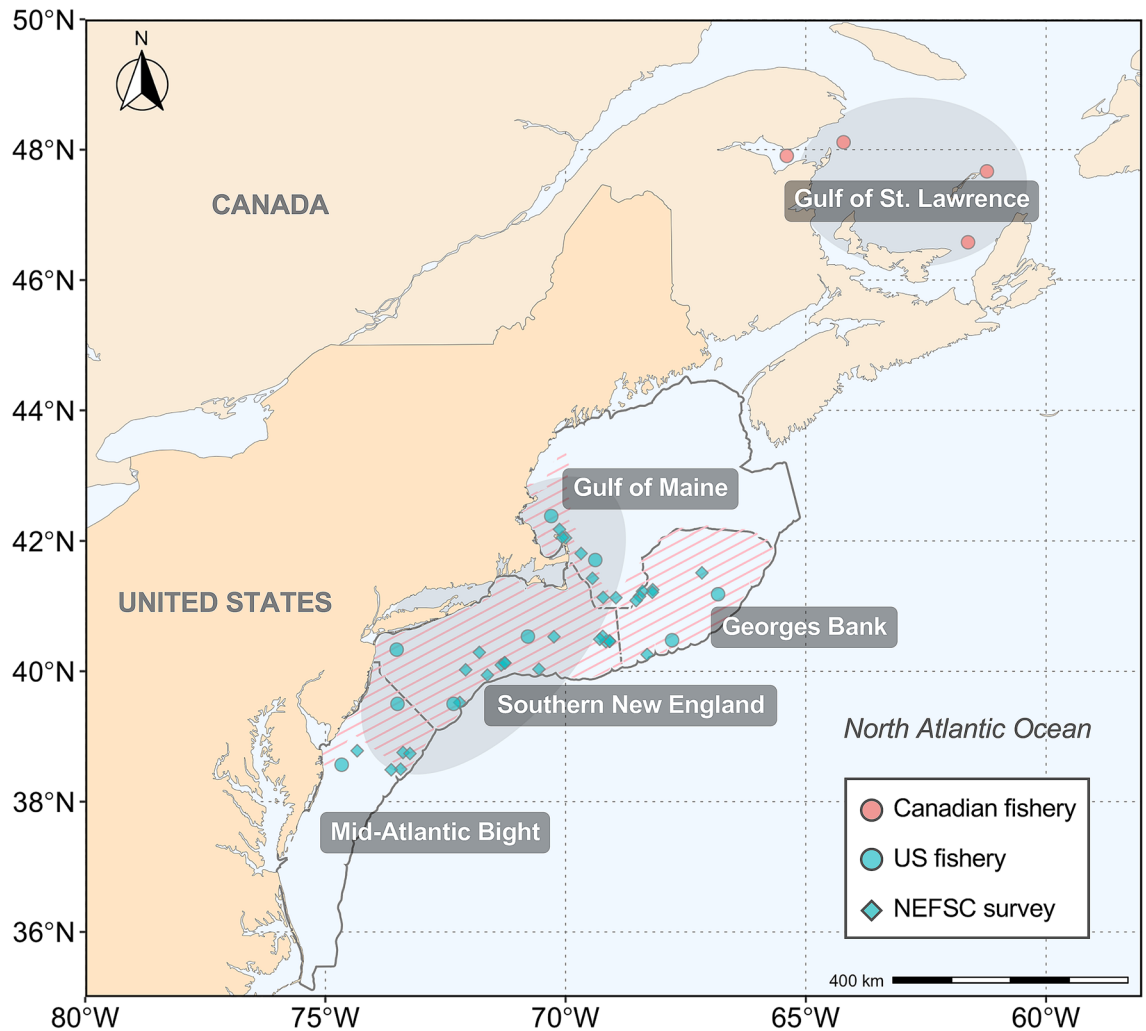 50°N
N
48°N
CANADA
Gulf of St. Lawrence
46°N
44°N
Gulf of Maine
42°N
UNITED STATES
Georges Bank
40°N
Southern New England
North Atlantic Ocean
38°N
Canadian fishery
Mid-Atlantic Bight
US fishery
NEFSC survey
36°N
400 km
80°W
75°W
70°W
65°W
60°W